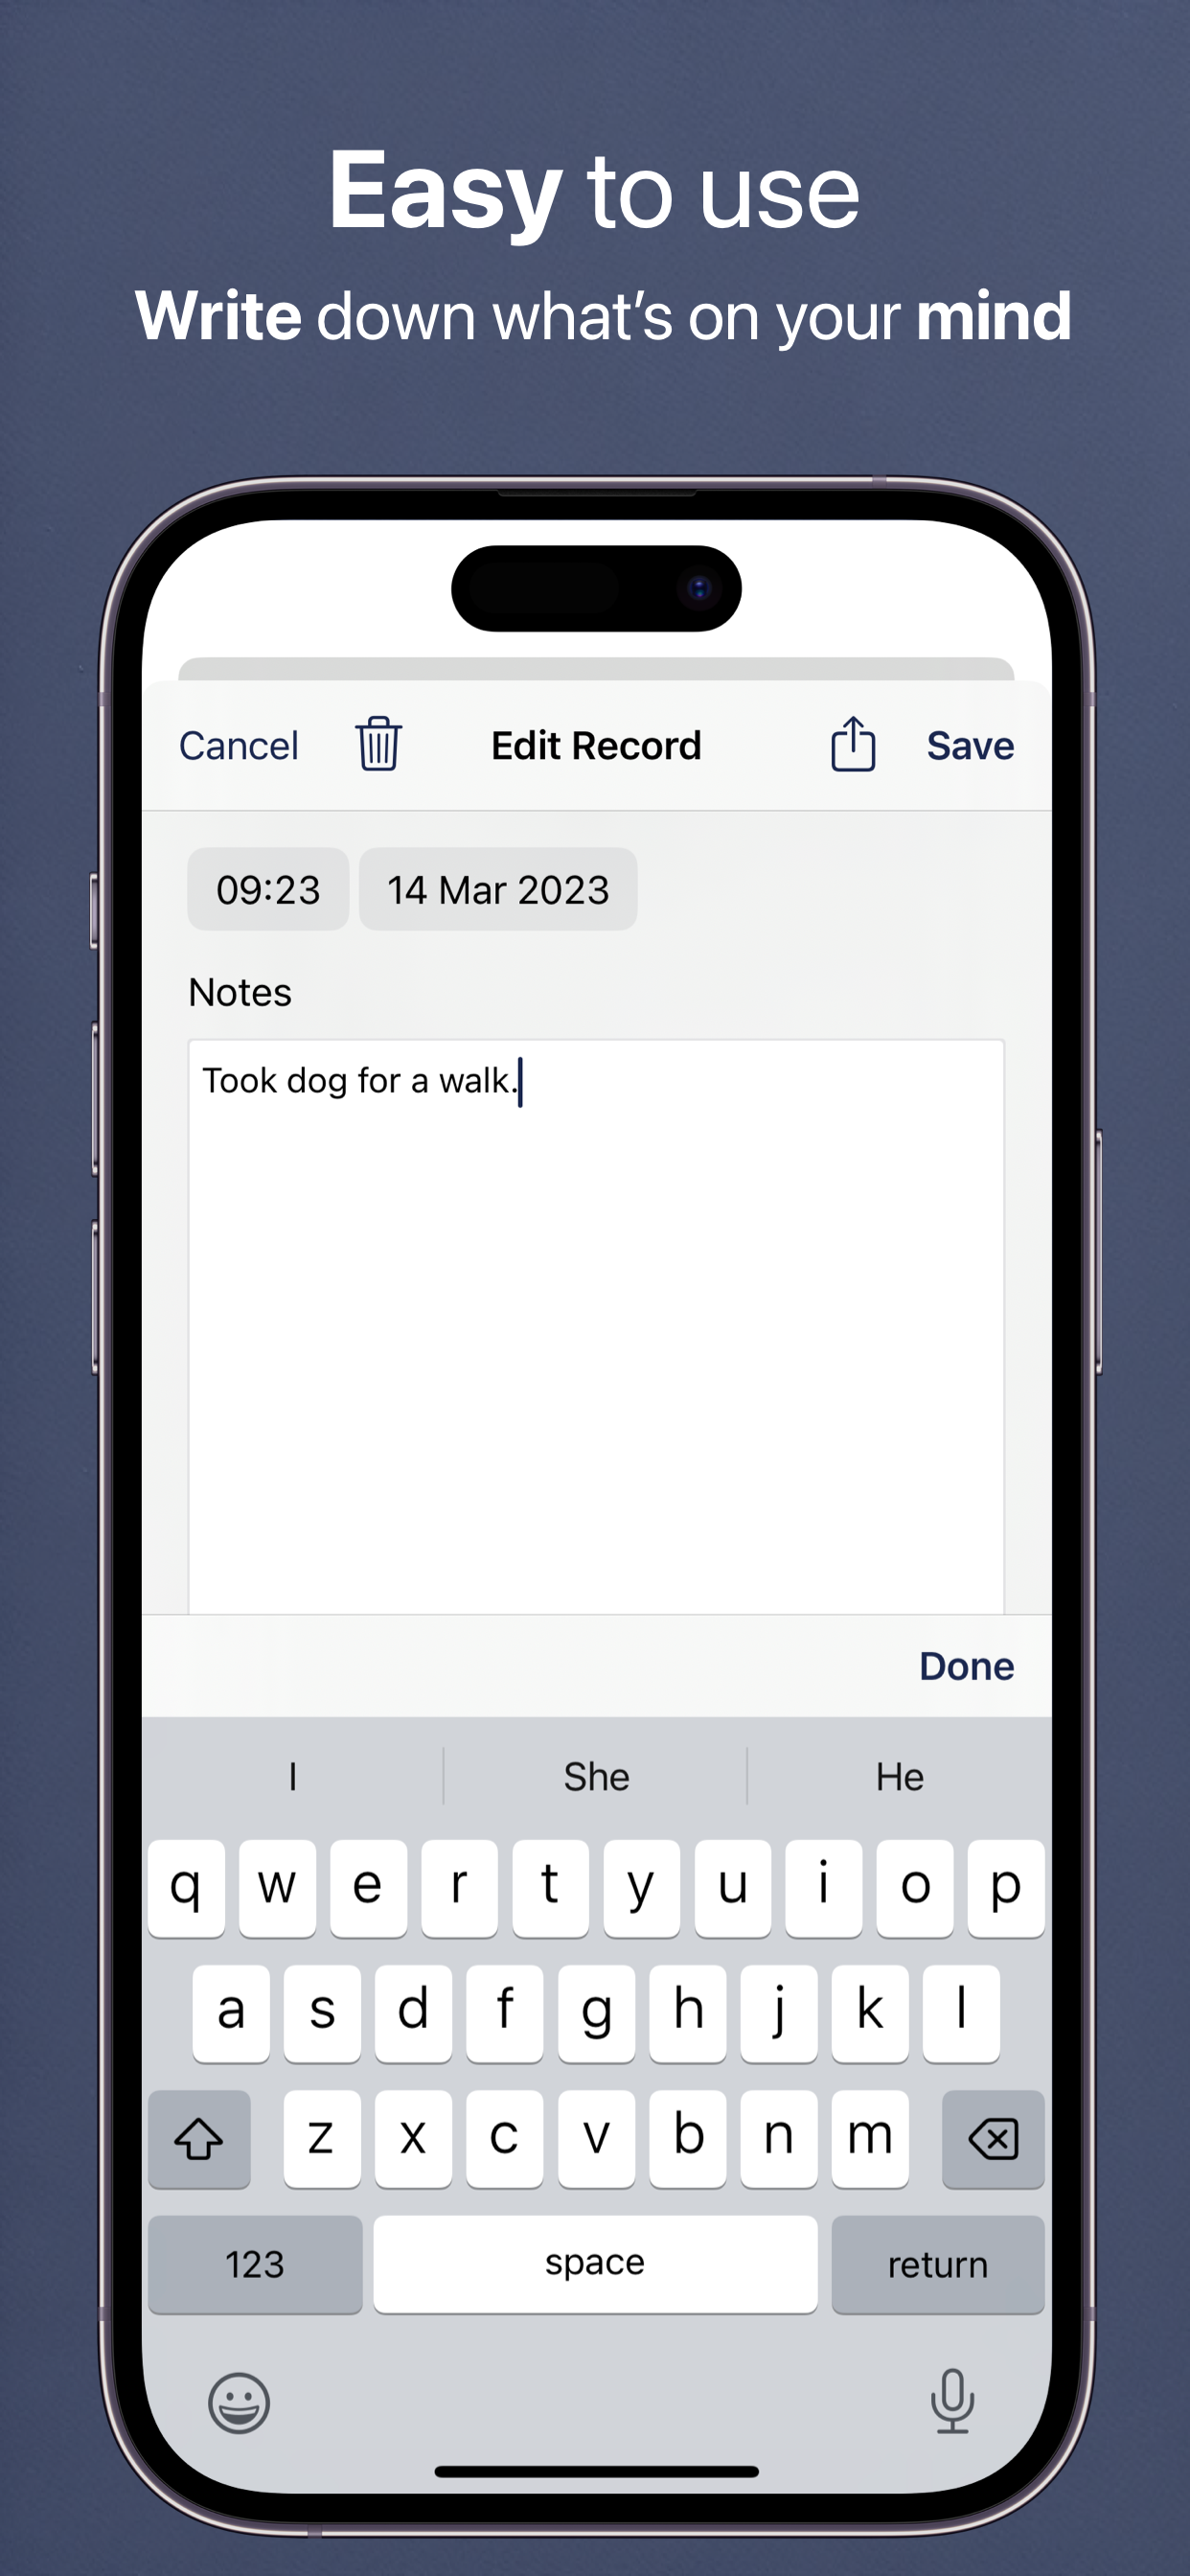 Easy to use
Write down what’s on your mind
Cancel Edit Record Save
09:23 14 Mar 2023
Notes
Took dog for a walk.
Done
I She He
q w e r t y u i o p
a s d f g h j k l
z x c v b n m
123 space return